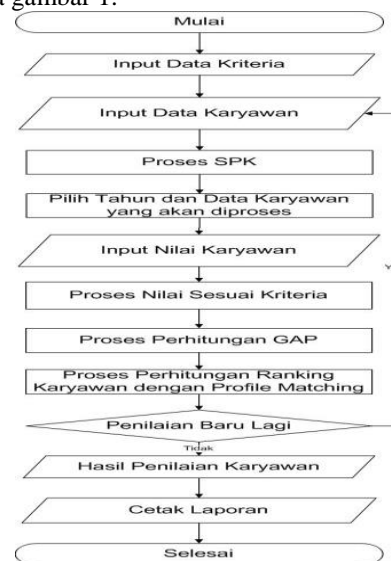 a gambar 1.
Mulai
Input Data Kriteria
Input Data Karyawan
Proses SPK
Pilih Tahun dan Data Karyawan
yang akan diproses
Input Nilai Karyawan
Y
Proses Nilai Sesuai Kriteria
Proses Perhitungan GAP
Proses Perhitungan Ranking
Karyawan dengan Profile Matching
Penilaian Baru Lagi
Tidak
Hasil Penilaian Karyawan
Cetak Laporan
Selesai